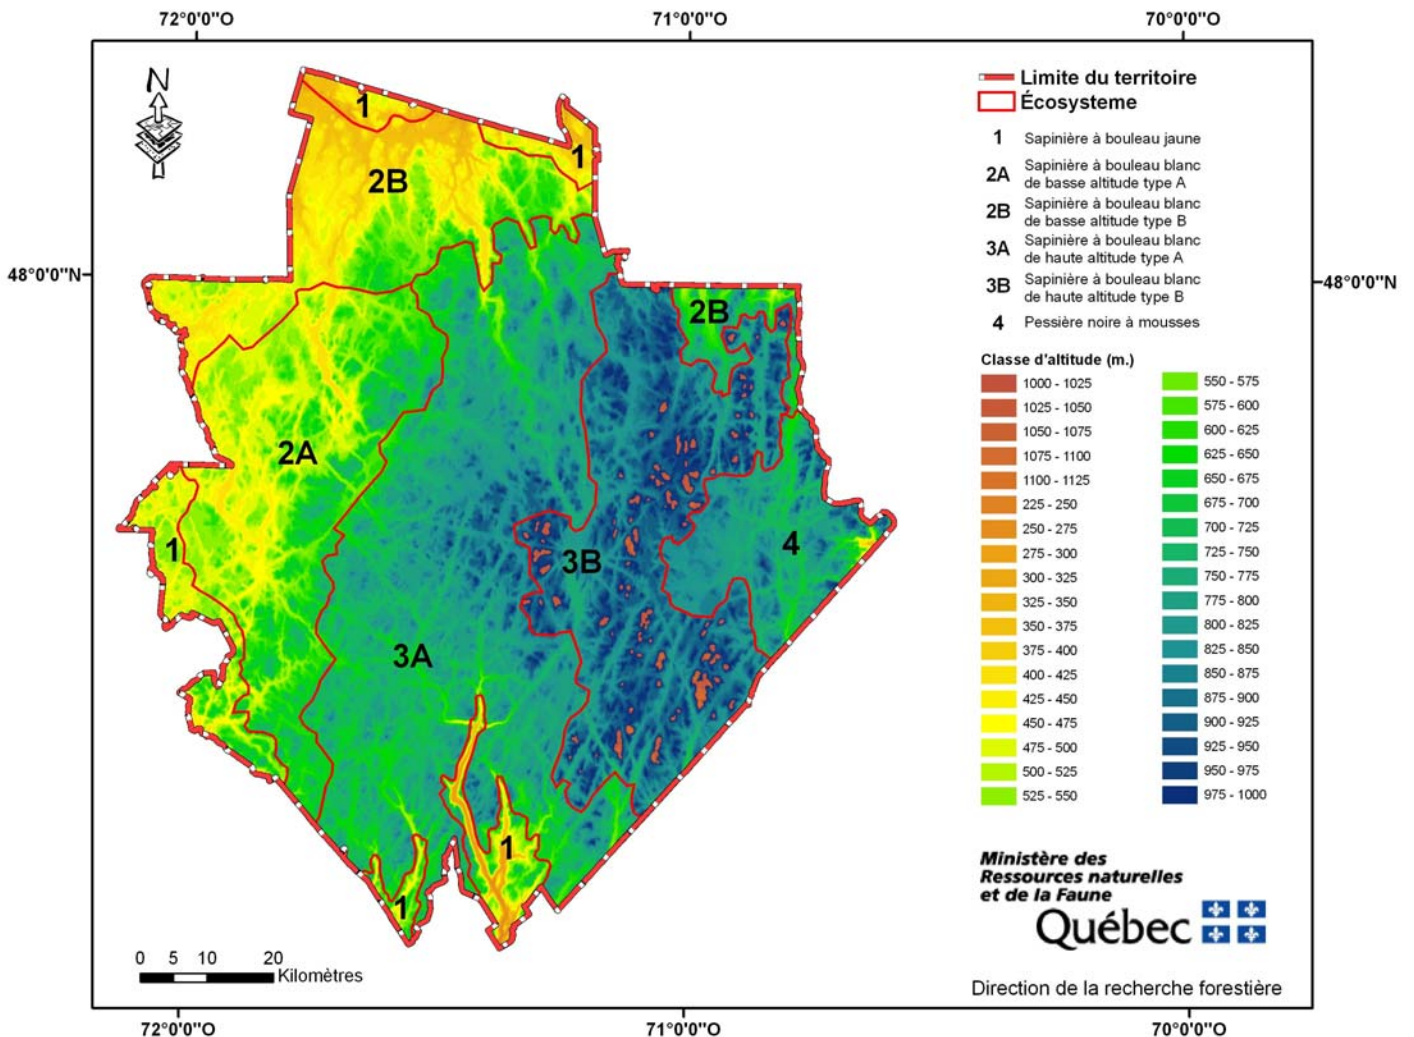 72°0'0"O 71°0'0"O 70°0'0"O
N
48°0'0"N
48°0'0"N
1
1
2B
2B
2A
1
3B
4
3A
1
1
Limite du territoire
Écosysteme
1 Sapinière à bouleau jaune
2A Sapinière à bouleau blanc
de basse altitude type A
2B Sapinière à bouleau blanc
de basse altitude type B
3A Sapinière à bouleau blanc
de haute altitude type A
3B Sapinière à bouleau blanc
de haute altitude type B
4 Pessière noire à mousses
Classe d'altitude (m.)
1000 - 1025
1025 - 1050
1050 - 1075
1075 - 1100
1100 - 1125
225 - 250
250 - 275
275 - 300
300 - 325
325 - 350
350 - 375
375 - 400
400 - 425
425 - 450
450 - 475
475 - 500
500 - 525
525 - 550
550 - 575
575 - 600
600 - 625
625 - 650
650 - 675
675 - 700
700 - 725
725 - 750
750 - 775
775 - 800
800 - 825
825 - 850
850 - 875
875 - 900
900 - 925
925 - 950
950 - 975
975 - 1000
Ministère des
Ressources naturelles
et de la Faune
Québec
Direction de la recherche forestière
0 5 10 20
Kilomètres
72°0'0"O 71°0'0"O 70°0'0"O